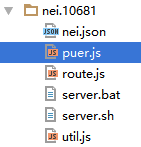 nei.10681
nei.json
puer.js
route.js
server.bat
server.sh
util.js